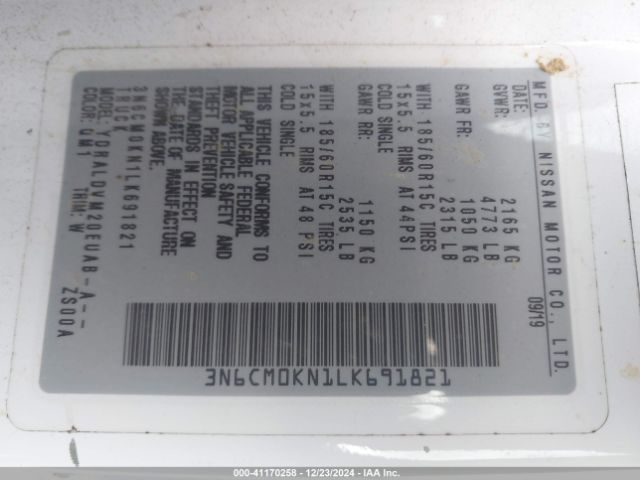 MFD. BY NISSAN MOTOR CO., LTD.
DATE: 09/19
GVWR: 2165 KG
4773 LB
GAWR FR: 1050 KG
2315 LB
WITH 185/60R15C TIRES
15x5.5 RIMS AT 44PSI
COLD SINGLE
GAWR RR: 1150 KG
2535 LB
WITH 185/60R15C TIRES
15x5.5 RIMS AT 48 PSI
COLD SINGLE
THIS VEHICLE CONFORMS TO
ALL APPLICABLE FEDERAL
MOTOR VEHICLE SAFETY AND
THEFT PREVENTION
STANDARDS IN EFFECT ON
THE DATE OF MANUFACTURE
SHOWN ABOVE.
3N6CM0KN1LK691821
TRUCK
MODEL: YDRALDYM20EUAB-A--
COLOR: QM1 TRIM: W ZS00A
3N6CM0KN1LK691821
000-41170258 - 12/23/2024 - IAA Inc.